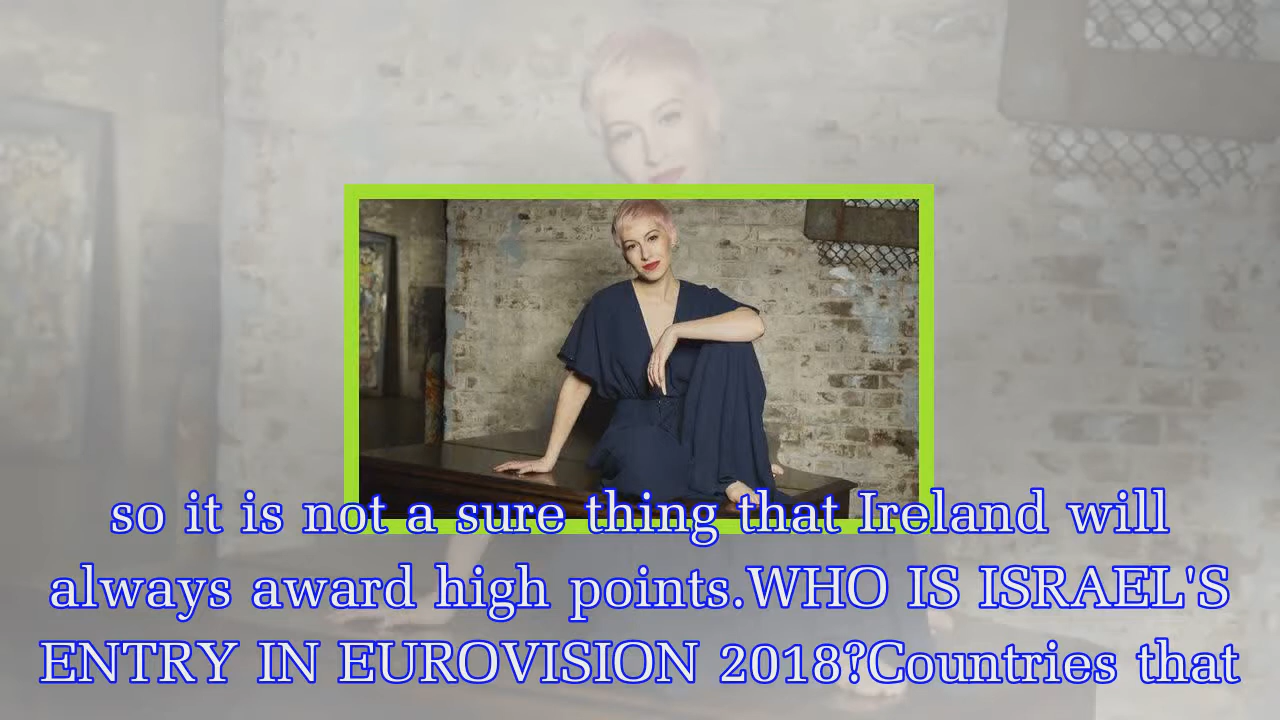 so it is not a sure thing that Ireland will
always award high points.WHO IS ISRAEL'S
ENTRY IN EUROVISION 2018?Countries that